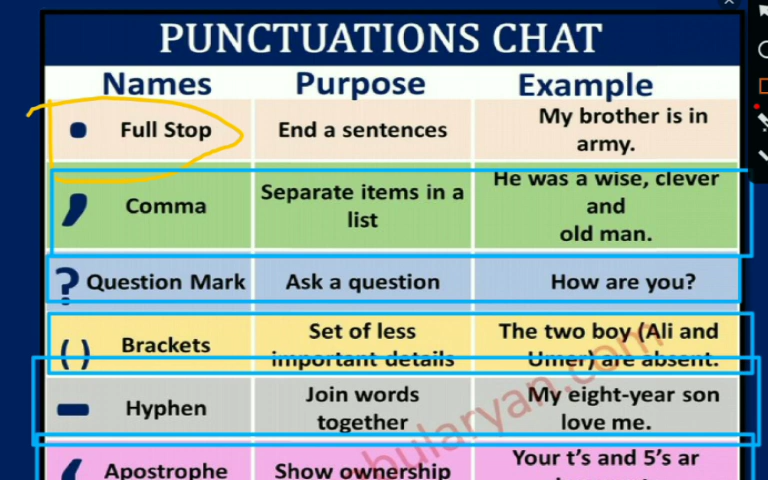 PUNCTUATIONS CHAT
Names Purpose Example
. Full Stop End a sentences My brother is in
army.
, Comma Separate items in a
list He was a wise, clever
and
old man.
? Question Mark Ask a question How are you?
( ) Brackets Set of less
important details The two boy (Ali and
Umer) are absent.
- Hyphen Join words
together My eight-year son
love me.
Apostrophe Show ownership Your t's and 5's ar
bularyan.com